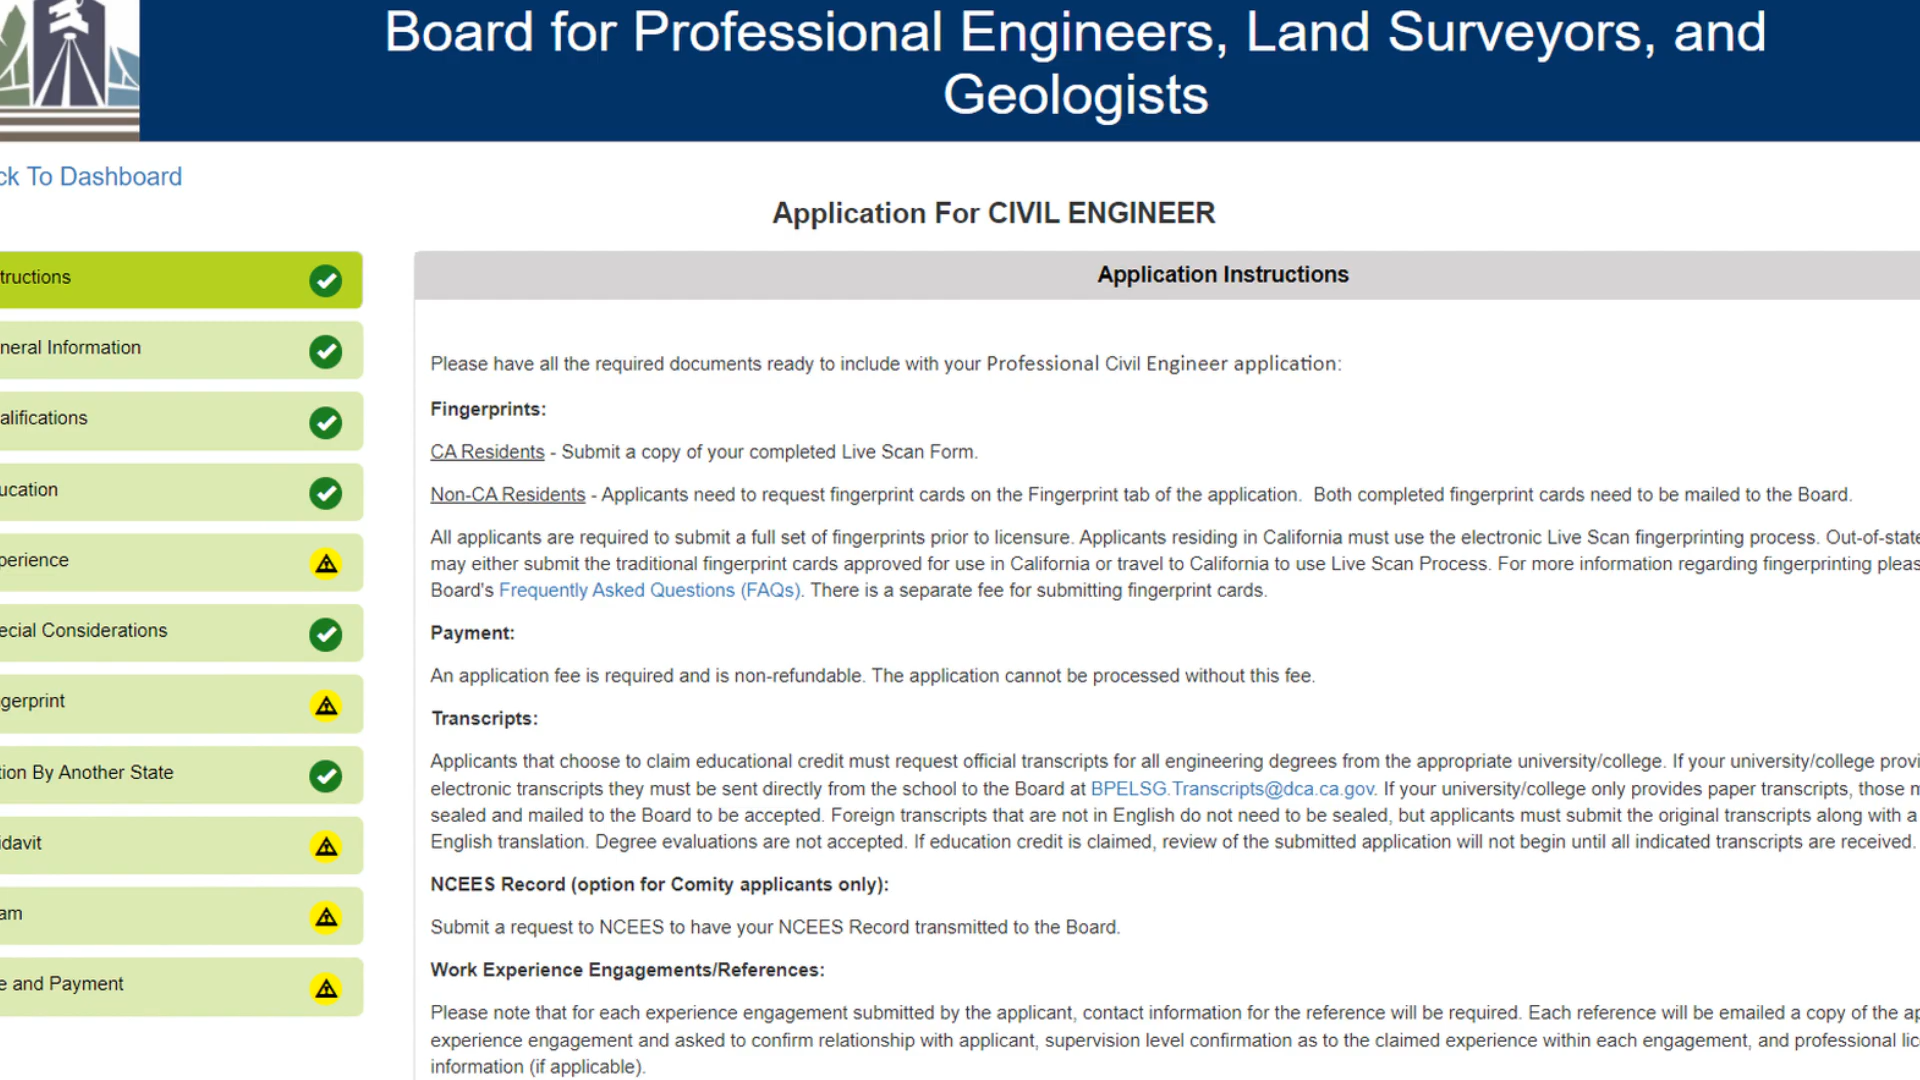 Board for Professional Engineers, Land Surveyors, and
Geologists
ck To Dashboard
Application For CIVIL ENGINEER
tructions
neral Information
alifications
ucation
perience
ecial Considerations
gerprint
tion By Another State
idavit
am
e and Payment
Application Instructions
Please have all the required documents ready to include with your Professional Civil Engineer application:
Fingerprints:
CA Residents - Submit a copy of your completed Live Scan Form.
Non-CA Residents - Applicants need to request fingerprint cards on the Fingerprint tab of the application. Both completed fingerprint cards need to be mailed to the Board.
All applicants are required to submit a full set of fingerprints prior to licensure. Applicants residing in California must use the electronic Live Scan fingerprinting process. Out-of-state
may either submit the traditional fingerprint cards approved for use in California or travel to California to use Live Scan Process. For more information regarding fingerprinting pleas
Board's Frequently Asked Questions (FAQs). There is a separate fee for submitting fingerprint cards.
Payment:
An application fee is required and is non-refundable. The application cannot be processed without this fee.
Transcripts:
Applicants that choose to claim educational credit must request official transcripts for all engineering degrees from the appropriate university/college. If your university/college provi
electronic transcripts they must be sent directly from the school to the Board at BPELSG.Transcripts@dca.ca.gov. If your university/college only provides paper transcripts, those m
sealed and mailed to the Board to be accepted. Foreign transcripts that are not in English do not need to be sealed, but applicants must submit the original transcripts along with a
English translation. Degree evaluations are not accepted. If education credit is claimed, review of the submitted application will not begin until all indicated transcripts are received.
NCEES Record (option for Comity applicants only):
Submit a request to NCEES to have your NCEES Record transmitted to the Board.
Work Experience Engagements/References:
Please note that for each experience engagement submitted by the applicant, contact information for the reference will be required. Each reference will be emailed a copy of the ap
experience engagement and asked to confirm relationship with applicant, supervision level confirmation as to the claimed experience within each engagement, and professional lic
information (if applicable).